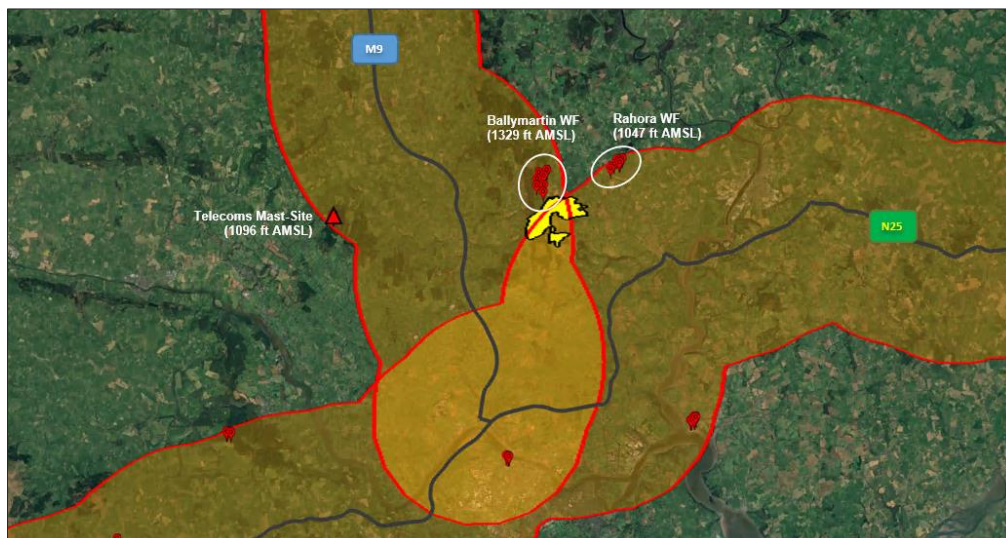 M9
Ballymartin WF
(1329 ft AMSL)
Rahora WF
(1047 ft AMSL)
Telecoms Mast-Site
(1096 ft AMSL)
N25